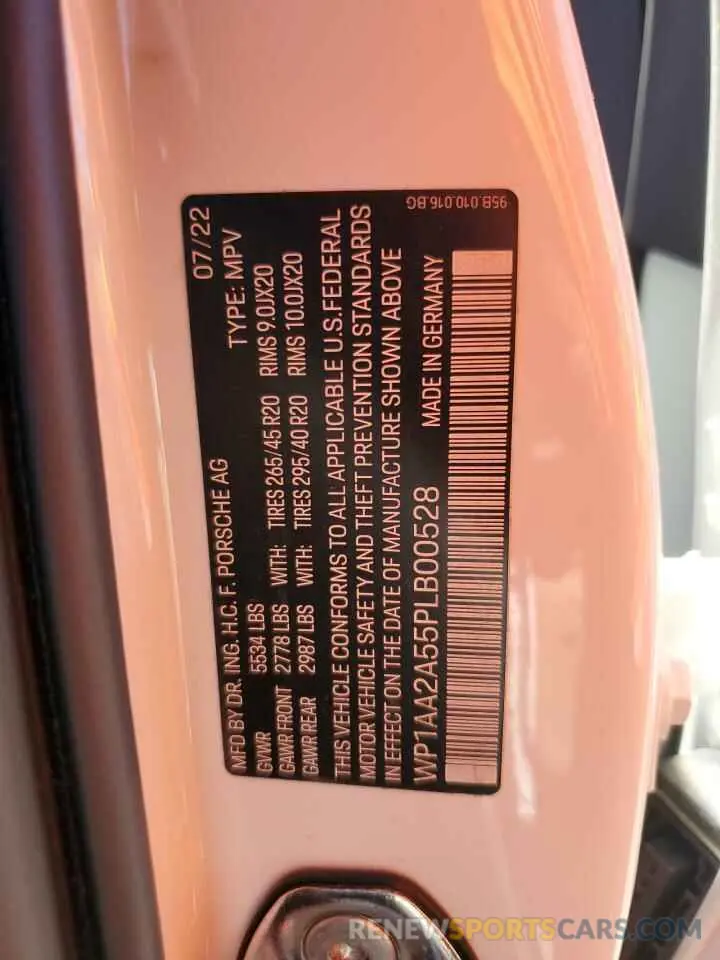 07/22
MFD BY DR. ING. H.C. F. PORSCHE AG TYPE: MPV
GVWR 5534 LBS
GAWR FRONT 2778 LBS WITH: TIRES 265/45 R20 RIMS 9.0JX20
GAWR REAR 2987 LBS WITH: TIRES 295/40 R20 RIMS 10.0JX20
THIS VEHICLE CONFORMS TO ALL APPLICABLE U.S. FEDERAL
MOTOR VEHICLE SAFETY AND THEFT PREVENTION STANDARDS
IN EFFECT ON THE DATE OF MANUFACTURE SHOWN ABOVE
WP1AA2A55PLB00528 MADE IN GERMANY
95B.010.016.BG
RENEWSPORTSCARS.COM